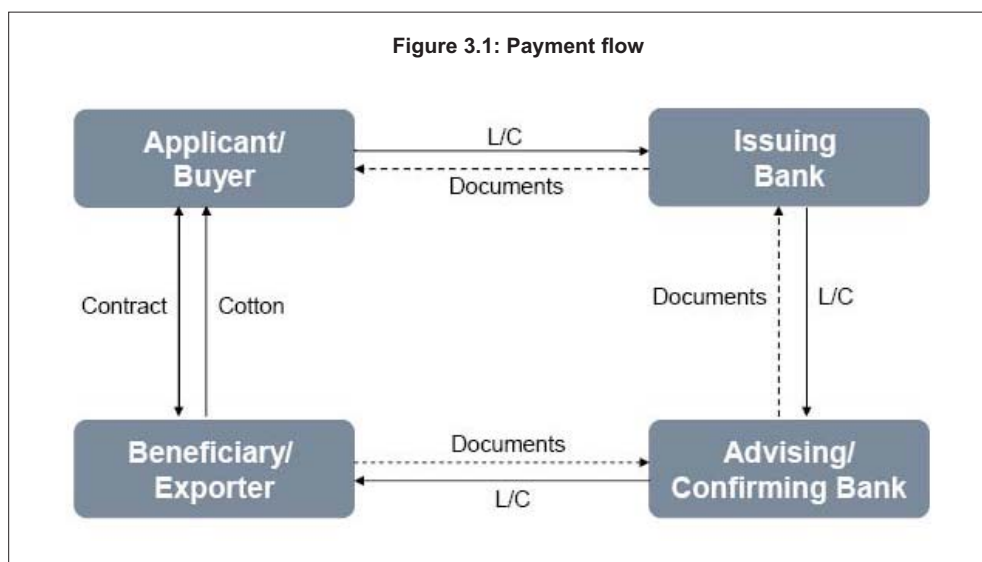 Figure 3.1: Payment flow
Applicant/
Buyer
L/C
Documents
Issuing
Bank
Contract
Cotton
Documents
L/C
Beneficiary/
Exporter
Documents
L/C
Advising/
Confirming Bank